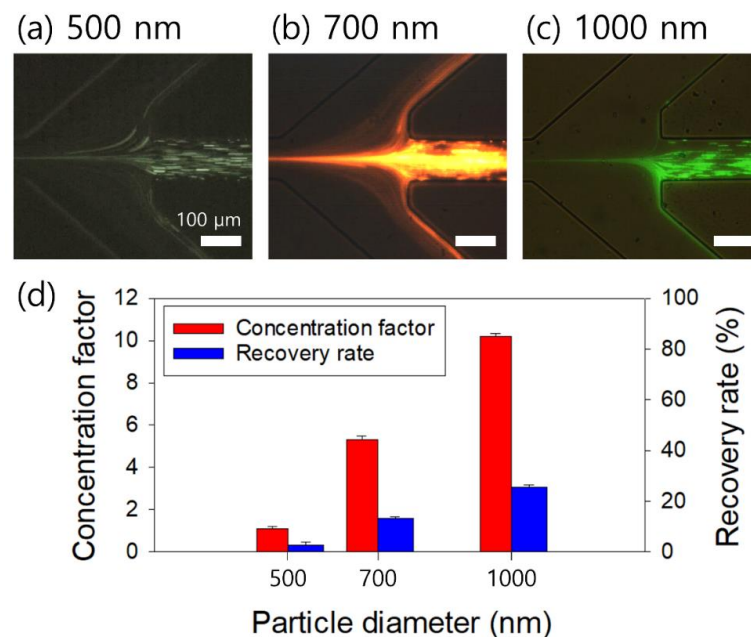 (a) 500 nm
(b) 700 nm
(c) 1000 nm
100 µm
(d)
Concentration factor
12
10
8
6
4
2
0
Concentration factor
Recovery rate
100
80
60
40
20
0
Recovery rate (%)
500
700
1000
Particle diameter (nm)